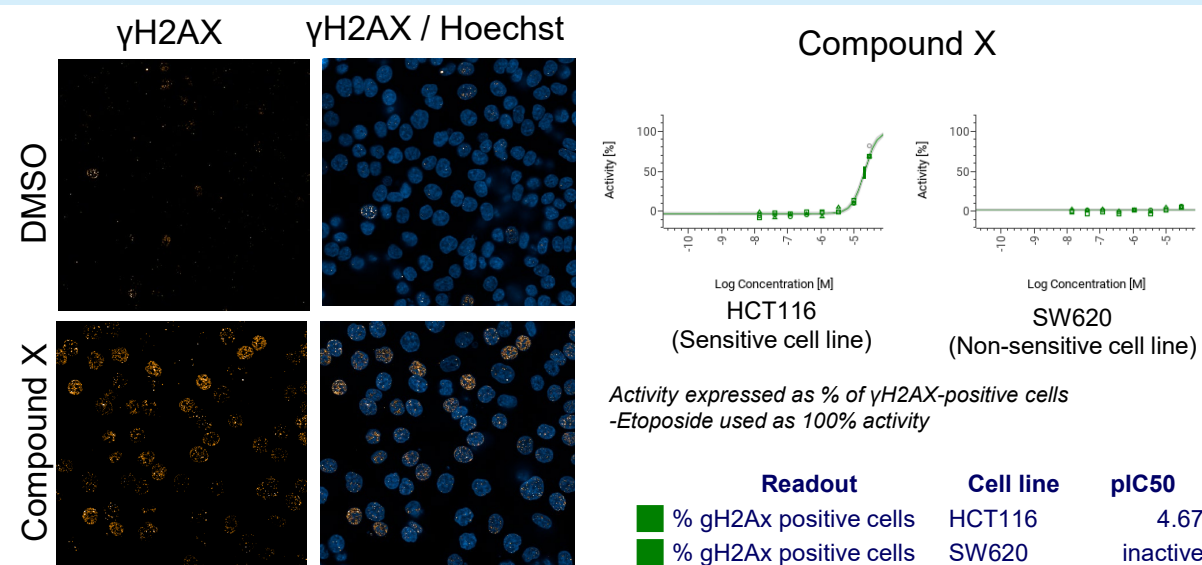 γH2AX
γH2AX / Hoechst
DMSO
Compound X
Compound X
Activity [%]
100
50
0
-10
-9
-8
-7
-6
-5
Log Concentration [M]
HCT116
(Sensitive cell line)
Activity [%]
100
50
0
-10
-9
-8
-7
-6
-5
Log Concentration [M]
SW620
(Non-sensitive cell line)
Activity expressed as % of γH2AX-positive cells
-Etoposide used as 100% activity
Readout Cell line pIC50
% gH2Ax positive cells HCT116 4.67
% gH2Ax positive cells SW620 inactive